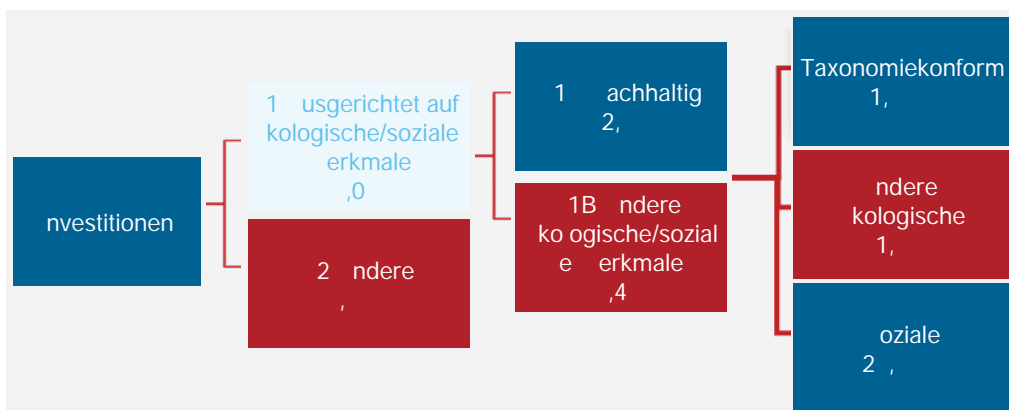 nvestitionen
1 usgerichtet auf
kologische/soziale
erkmale
,0
2 ndere
,
1 achhaltig
2,
1B ndere
ko ogische/sozial
e erkmale
,4
Taxonomiekonform
1,
ndere
kologische
1,
oziale
2 ,